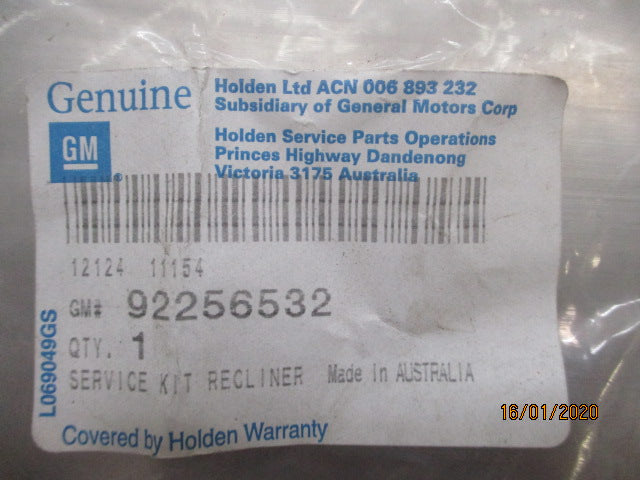 Genuine
GM
Holden Ltd ACN 006 893 232
Subsidiary of General Motors Corp
Holden Service Parts Operations
Princes Highway Dandenong
Victoria 3175 Australia
12124 11154
GM# 92256532
QTY. 1
SERVICE KIT RECLINER Made in AUSTRALIA
L069049GS
Covered by Holden Warranty
16/01/2020